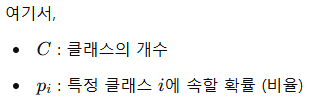 여기서,
• C : 클래스의 개수
• pᵢ : 특정 클래스 i에 속할 확률 (비율)